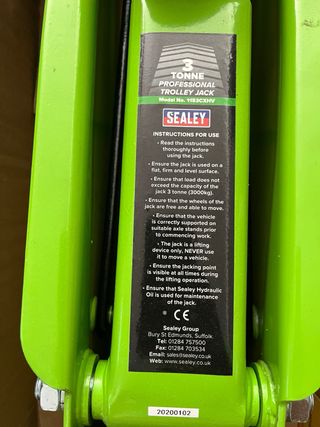 3
TONNE
PROFESSIONAL
TROLLEY JACK
Model No. 1153CXHV
SEALEY
INSTRUCTIONS FOR USE
• Read the instructions
thoroughly before
using the jack.
• Ensure the jack is used on a
flat, firm and level surface.
• Ensure that load does not
exceed the capacity of the
jack 3 tonne (3000kg).
• Ensure that the wheels of the
jack are free and able to move.
• Ensure that the vehicle
is correctly supported on
suitable axle stands prior
to commencing work.
• The jack is a lifting
device only, NEVER use
it to move a vehicle.
• Ensure the jacking point
is visible at all times during
the lifting operation.
• Ensure that Sealey Hydraulic
Oil is used for maintenance
of the jack.
CE
Sealey Group
Bury St Edmunds, Suffolk.
Tel: 01284 757500
Fax: 01284 703534
Email: sales@sealey.co.uk
Web: www.sealey.co.uk
20200102